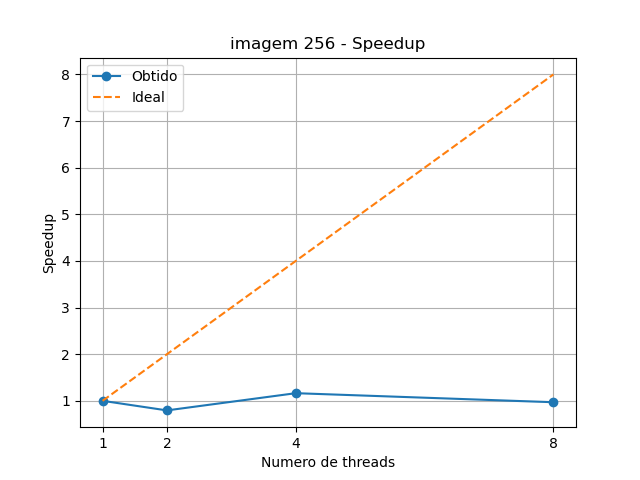 imagem 256 - Speedup
Obtido
Ideal
8
7
6
5
4
3
2
1
Speedup
1 2 4 8
Numero de threads